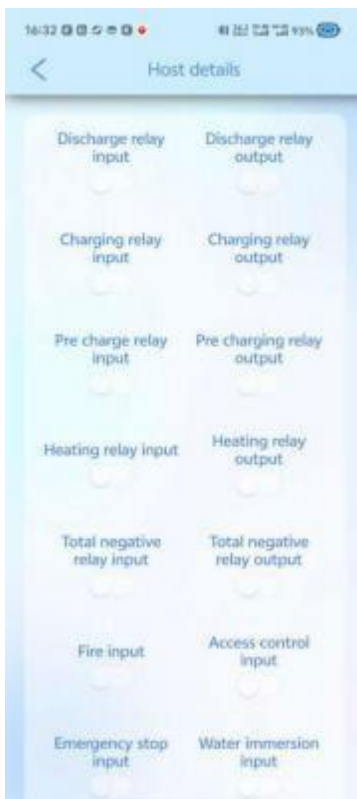 16:32
93%
Host details
Discharge relay
input
Discharge relay
output
Charging relay
input
Charging relay
output
Pre charge relay
input
Pre charging relay
output
Heating relay input
Heating relay
output
Total negative
relay input
Total negative
relay output
Fire input
Access control
input
Emergency stop
input
Water immersion
input